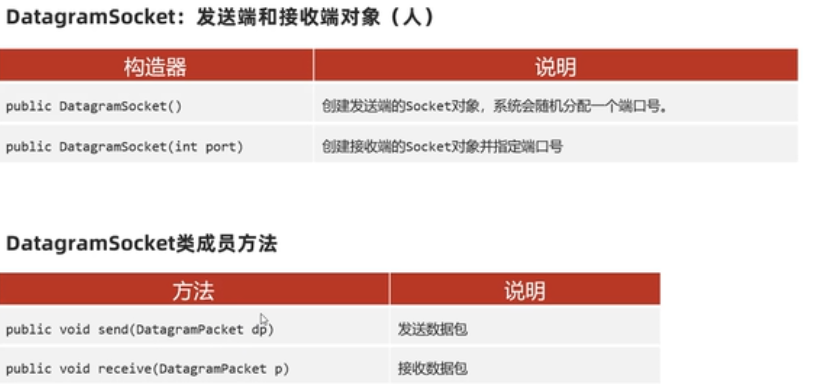 DatagramSocket：发送端和接收端对象（人）
构造器 说明
public DatagramSocket() 创建发送端的Socket对象，系统会随机分配一个端口号。
public DatagramSocket(int port) 创建接收端的Socket对象并指定端口号
DatagramSocket类成员方法
方法 说明
public void send(DatagramPacket dp) 发送数据包
public void receive(DatagramPacket p) 接收数据包